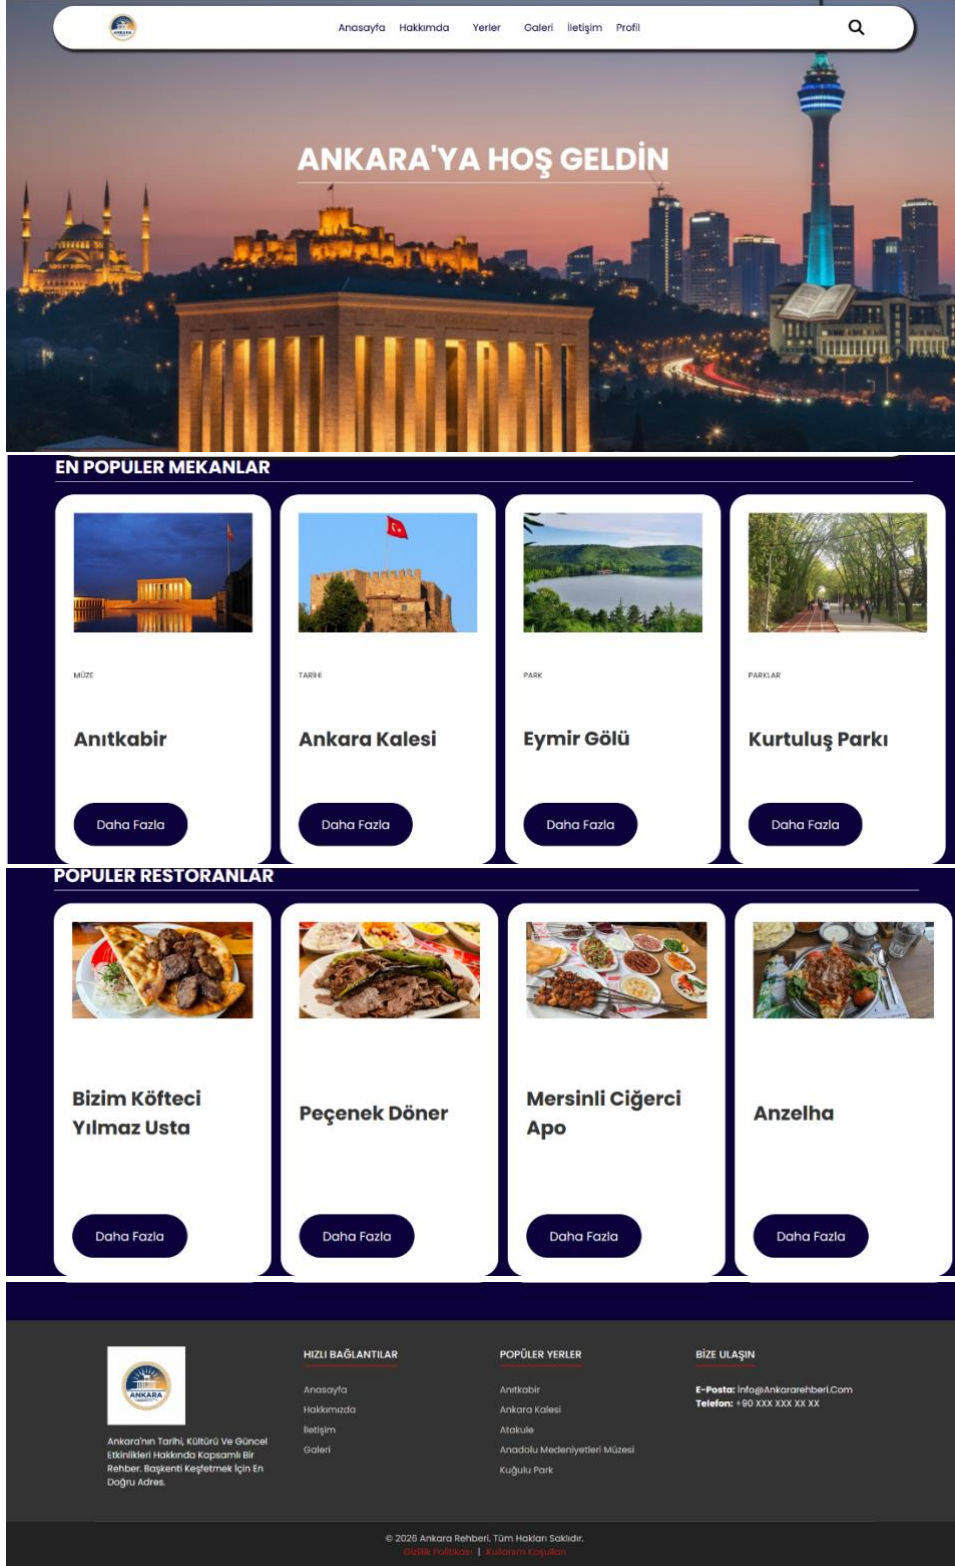 ANKARA
Anasayfa Hakkımda Yerler Galeri İletişim Profil
ANKARA'YA HOŞ GELDİN
EN POPULER MEKANLAR
MÜZE TARİHİ PARK PARKLAR
Anıtkabir Ankara Kalesi Eymir Gölü Kurtuluş Parkı
Daha Fazla Daha Fazla Daha Fazla Daha Fazla
POPULER RESTORANLAR
Bizim Köfteci
Yılmaz Usta
Peçenek Döner
Mersinli Ciğerci
Apo
Anzelha
Daha Fazla Daha Fazla Daha Fazla Daha Fazla
ANKARA
Ankara'nın Tarihi, Kültürü Ve Güncel
Etkinlikleri Hakkında Kapsamlı Bir
Rehber. Başkenti Keşfetmek İçin En
Doğru Adres.
HIZLI BAĞLANTILAR
Anasayfa
Hakkımızda
İletişim
Galeri
POPÜLER YERLER
Anıtkabir
Ankara Kalesi
Atakule
Anadolu Medeniyetleri Müzesi
Kuğulu Park
BİZE ULAŞIN
E-Posta: İnfo@Ankararehberi.Com
Telefon: +90 XXX XXX XX XX
© 2026 Ankara Rehberi. Tüm Hakları Saklıdır.
Gizlilik Politikası | Kullanım Koşulları